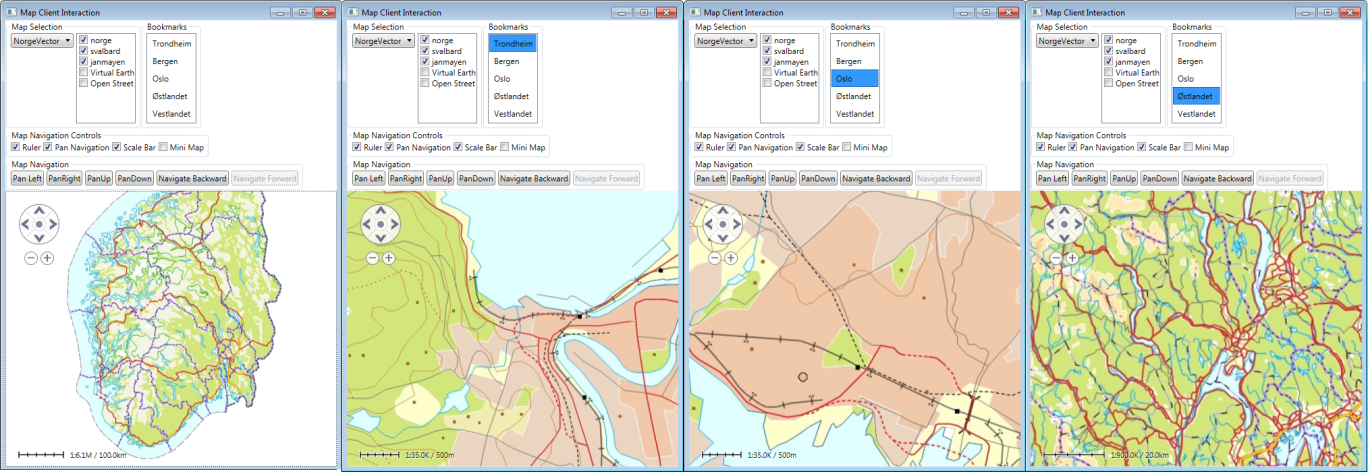 Map Client Interaction
Map Selection
Bookmarks
NorgeVector
norge
svalbard
janmayen
Virtual Earth
Open Street
Trondheim
Bergen
Oslo
Østlandet
Vestlandet
Map Navigation Controls
Ruler Pan Navigation Scale Bar Mini Map
Map Navigation
Pan Left PanRight PanUp PanDown Navigate Backward Navigate Forward
1:6.1M / 100.0km
Map Client Interaction
Map Selection
Bookmarks
NorgeVector
norge
svalbard
janmayen
Virtual Earth
Open Street
Trondheim
Bergen
Oslo
Østlandet
Vestlandet
Map Navigation Controls
Ruler Pan Navigation Scale Bar Mini Map
Map Navigation
Pan Left PanRight PanUp PanDown Navigate Backward Navigate Forward
1:35.0K / 500m
Map Client Interaction
Map Selection
Bookmarks
NorgeVector
norge
svalbard
janmayen
Virtual Earth
Open Street
Trondheim
Bergen
Oslo
Østlandet
Vestlandet
Map Navigation Controls
Ruler Pan Navigation Scale Bar Mini Map
Map Navigation
Pan Left PanRight PanUp PanDown Navigate Backward Navigate Forward
1:35.0K / 500m
Map Client Interaction
Map Selection
Bookmarks
NorgeVector
norge
svalbard
janmayen
Virtual Earth
Open Street
Trondheim
Bergen
Oslo
Østlandet
Vestlandet
Map Navigation Controls
Ruler Pan Navigation Scale Bar Mini Map
Map Navigation
Pan Left PanRight PanUp PanDown Navigate Backward Navigate Forward
1:900.0K / 20.0km